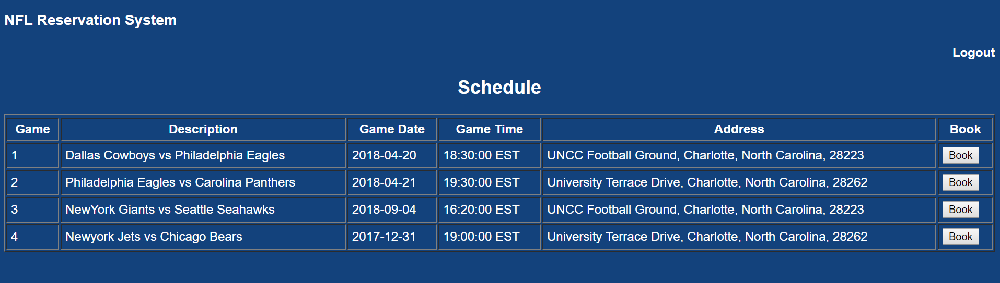 NFL Reservation System
Logout
Schedule
Game Description Game Date Game Time Address Book
1 Dallas Cowboys vs Philadelphia Eagles 2018-04-20 18:30:00 EST UNCC Football Ground, Charlotte, North Carolina, 28223 Book
2 Philadelphia Eagles vs Carolina Panthers 2018-04-21 19:30:00 EST University Terrace Drive, Charlotte, North Carolina, 28262 Book
3 NewYork Giants vs Seattle Seahawks 2018-09-04 16:20:00 EST UNCC Football Ground, Charlotte, North Carolina, 28223 Book
4 Newyork Jets vs Chicago Bears 2017-12-31 19:00:00 EST University Terrace Drive, Charlotte, North Carolina, 28262 Book